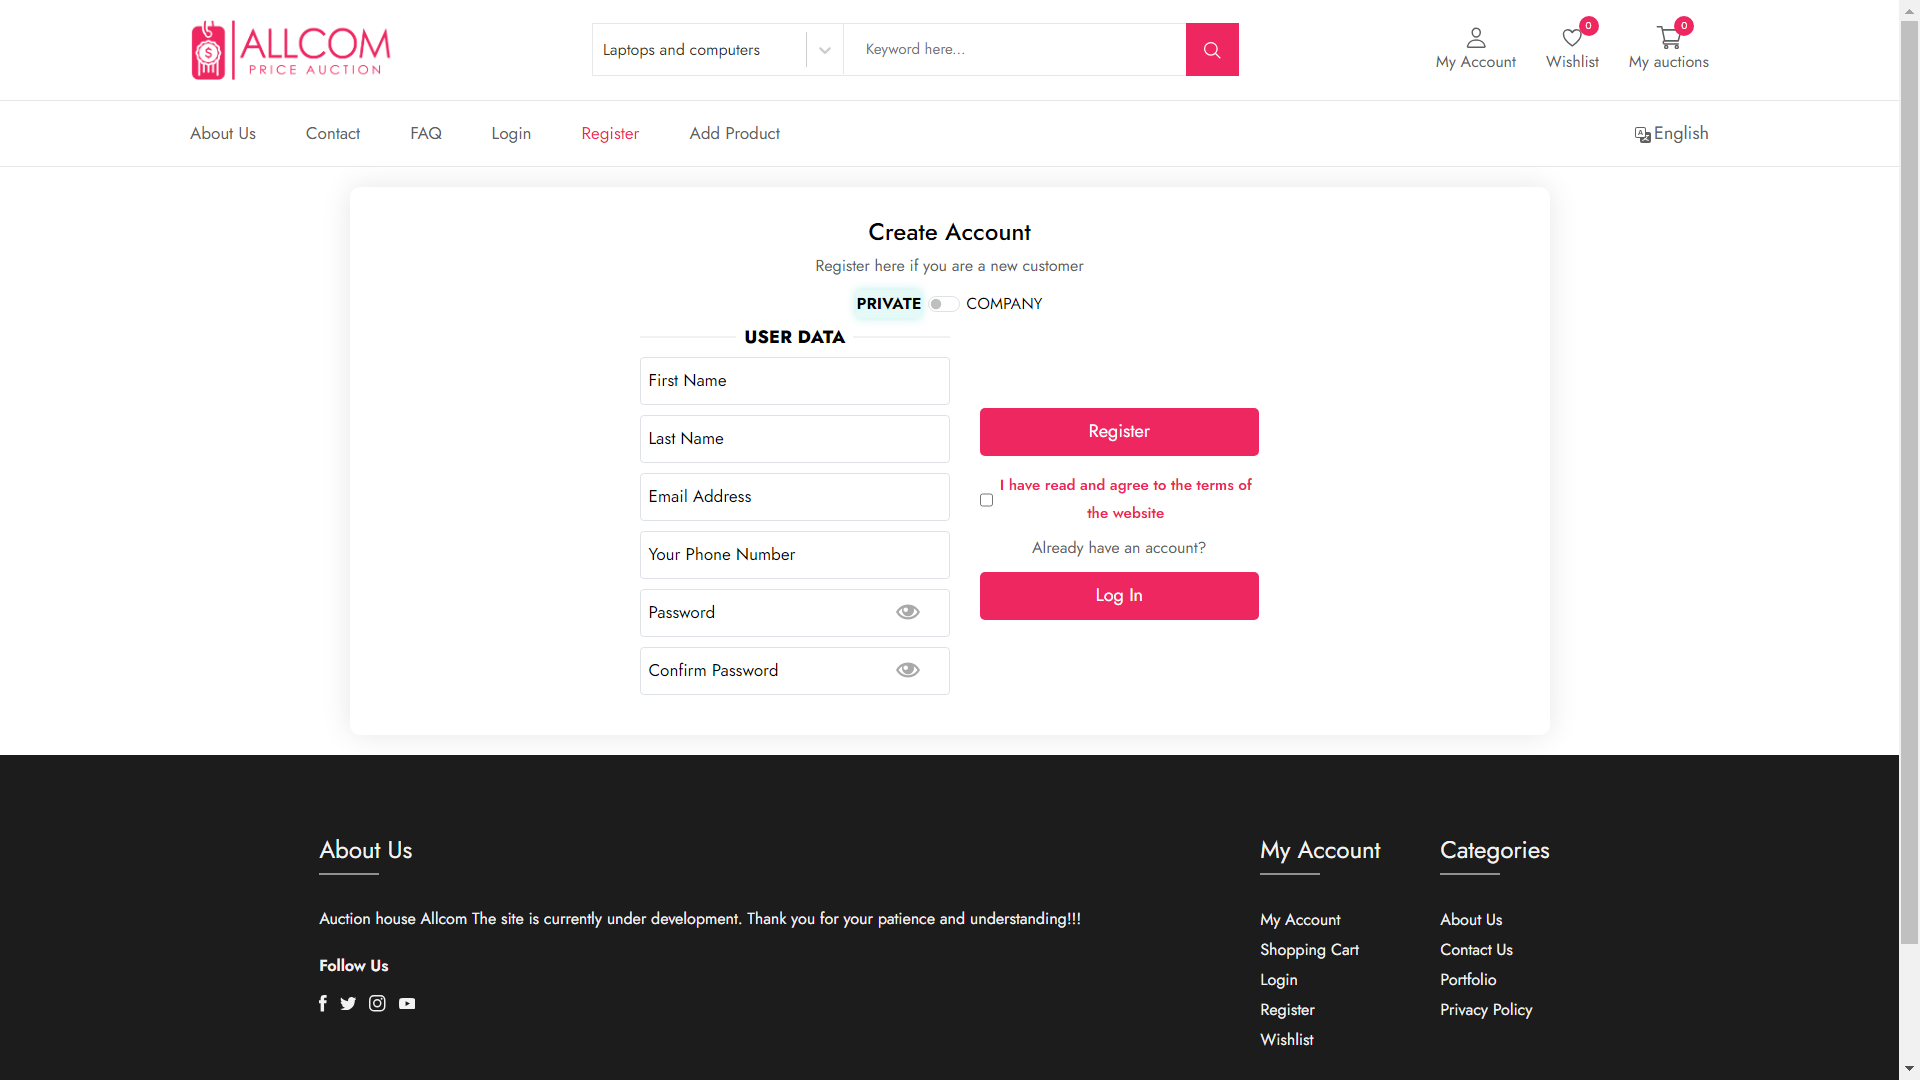 ALLCOM
PRICE AUCTION
Laptops and computers
Keyword here...
My Account
0
Wishlist
0
My auctions
About Us
Contact
FAQ
Login
Register
Add Product
English
Create Account
Register here if you are a new customer
PRIVATE
COMPANY
USER DATA
First Name
Last Name
Email Address
Your Phone Number
Password
Confirm Password
Register
I have read and agree to the terms of
the website
Already have an account?
Log In
About Us
Auction house Allcom The site is currently under development. Thank you for your patience and understanding!!!
Follow Us
My Account
My Account
Shopping Cart
Login
Register
Wishlist
Categories
About Us
Contact Us
Portfolio
Privacy Policy